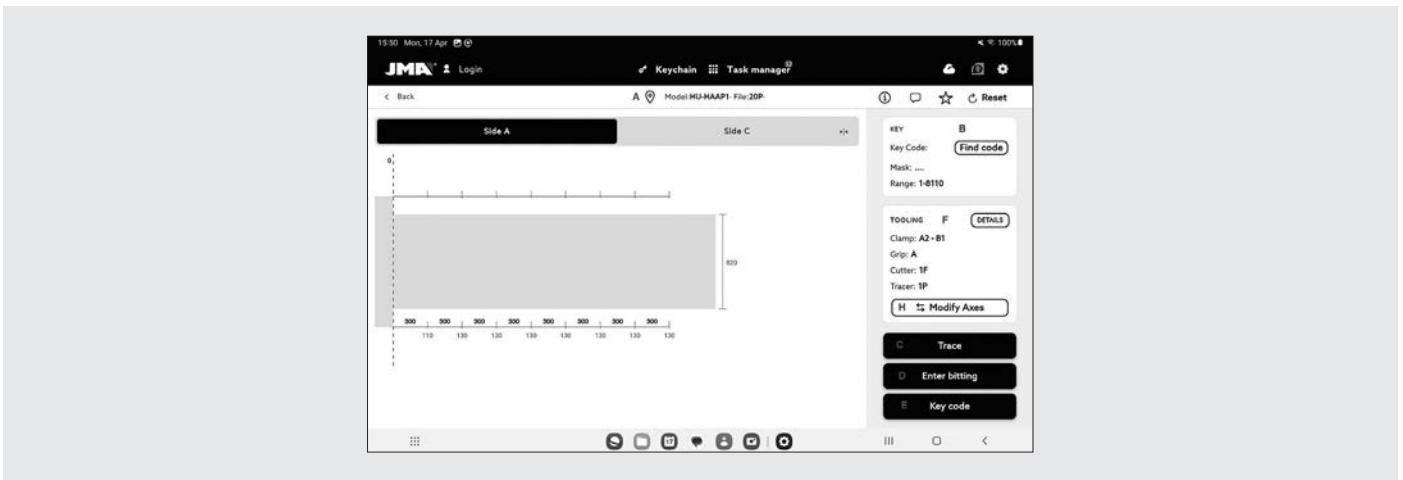 15:50 Mon, 17 Apr 100%
JMA Login Keychain Task manager
< Back A Model:HU-HAAP1- File:20P- Reset
Side A Side C
KEY B
Key Code: Find code
Mask: ....
Range: 1-8110
0
TOOLING F DETAILS
Clamp: A2 - B1
Grip: A
Cutter: 1F
Tracer: 1P
H Modify Axes
820
300 300 300 300 300 300 300 300
110 130 130 130 130 130 130 130
C Trace
D Enter bitting
E Key code
17